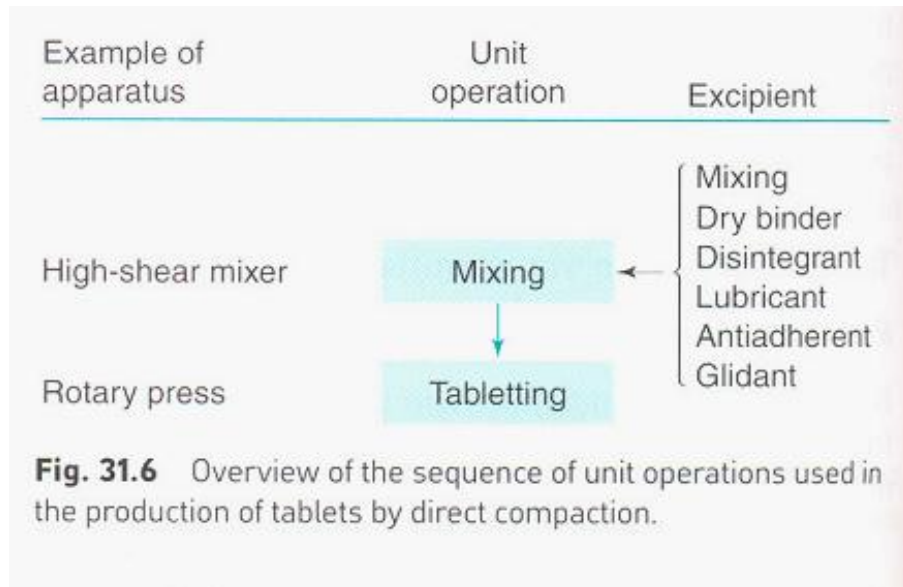 Example of apparatus
Unit operation
Excipient
High-shear mixer
Mixing
Mixing
Dry binder
Disintegrant
Lubricant
Antiadherent
Glidant
Rotary press
Tabletting
Fig. 31.6 Overview of the sequence of unit operations used in
the production of tablets by direct compaction.